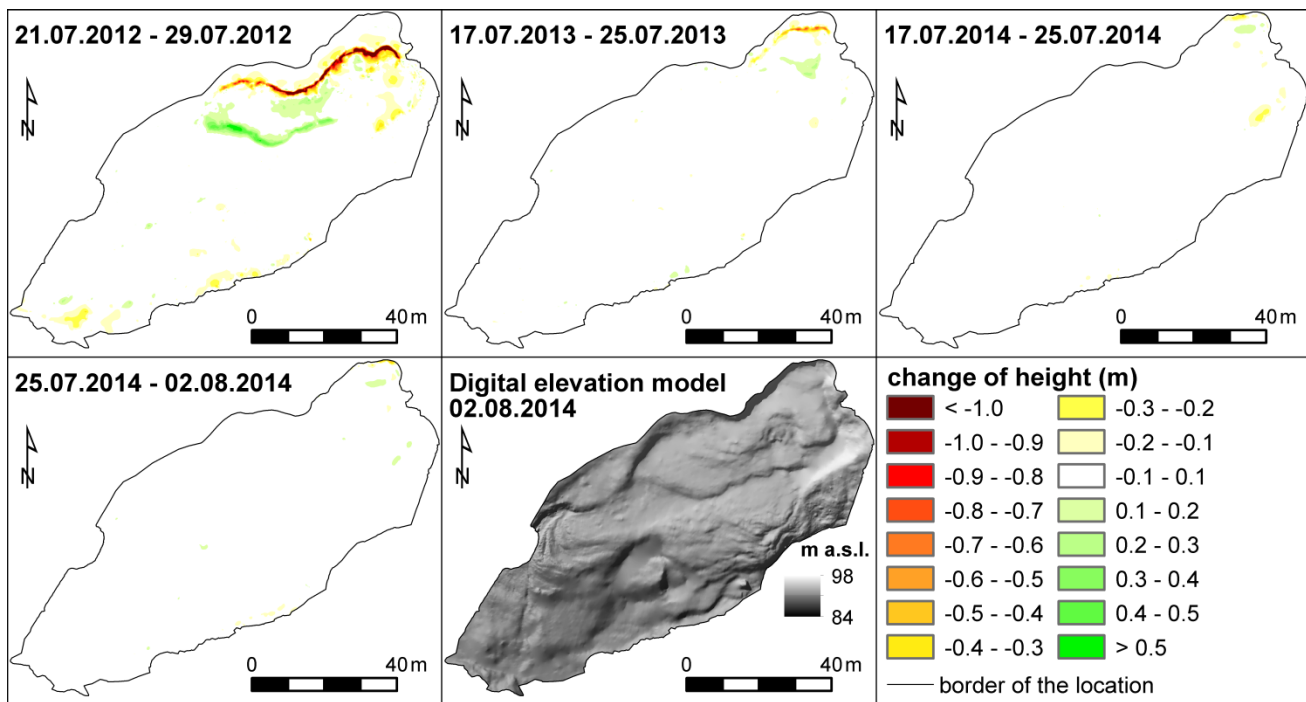 21.07.2012 - 29.07.2012
N
0 40 m
17.07.2013 - 25.07.2013
N
0 40 m
17.07.2014 - 25.07.2014
N
0 40 m
25.07.2014 - 02.08.2014
N
0 40 m
Digital elevation model
02.08.2014
N
m a.s.l.
98
84
0 40 m
change of height (m)
< -1.0
-1.0 - -0.9
-0.9 - -0.8
-0.8 - -0.7
-0.7 - -0.6
-0.6 - -0.5
-0.5 - -0.4
-0.4 - -0.3
-0.3 - -0.2
-0.2 - -0.1
-0.1 - 0.1
0.1 - 0.2
0.2 - 0.3
0.3 - 0.4
0.4 - 0.5
> 0.5
border of the location